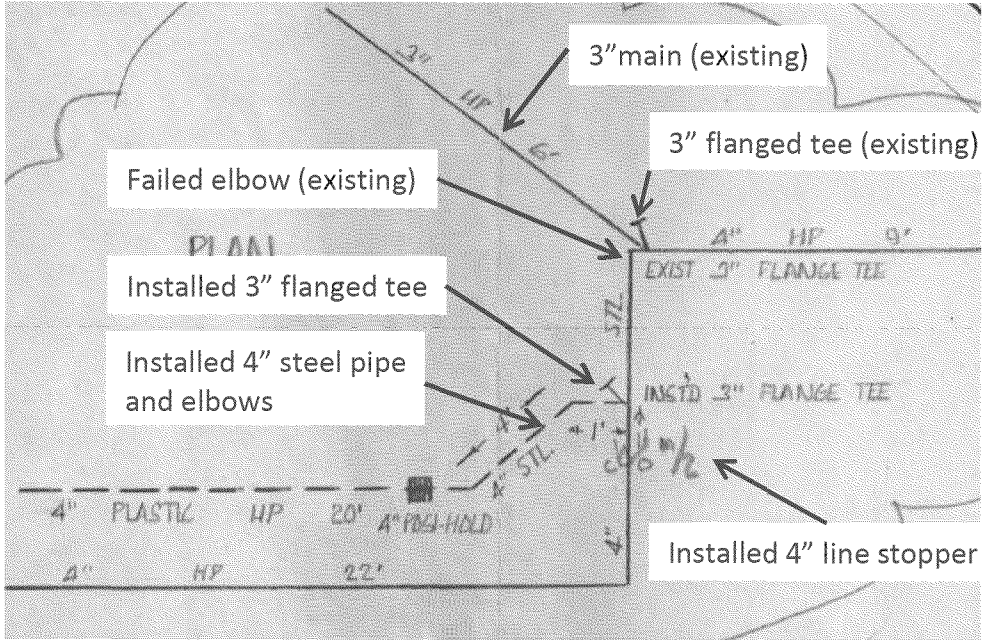 3" main (existing)
3"
HP
6'
3" flanged tee (existing)
Failed elbow (existing)
PLAN
4" HP 9'
EXIST 3" FLANGE TEE
Installed 3" flanged tee
STL
Installed 4" steel pipe
and elbows
INST'D 3" FLANGE TEE
4'
1'
4" STL
4" PLASTIC HP 20'
4" POSI-HOLD
4"
Installed 4" line stopper
4" HP 22'